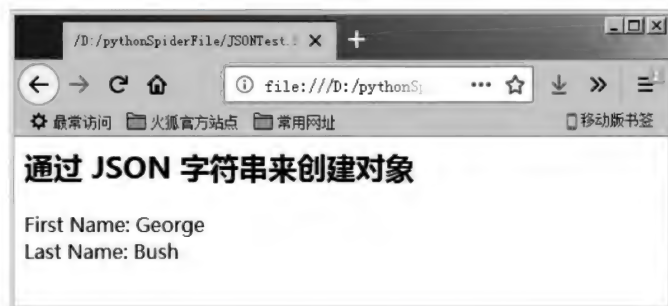 /D:/pythonSpiderFile/JSONTest.
file:///D:/pythonS
最常访问 火狐官方站点 常用网址 移动版书签
通过 JSON 字符串来创建对象
First Name: George
Last Name: Bush